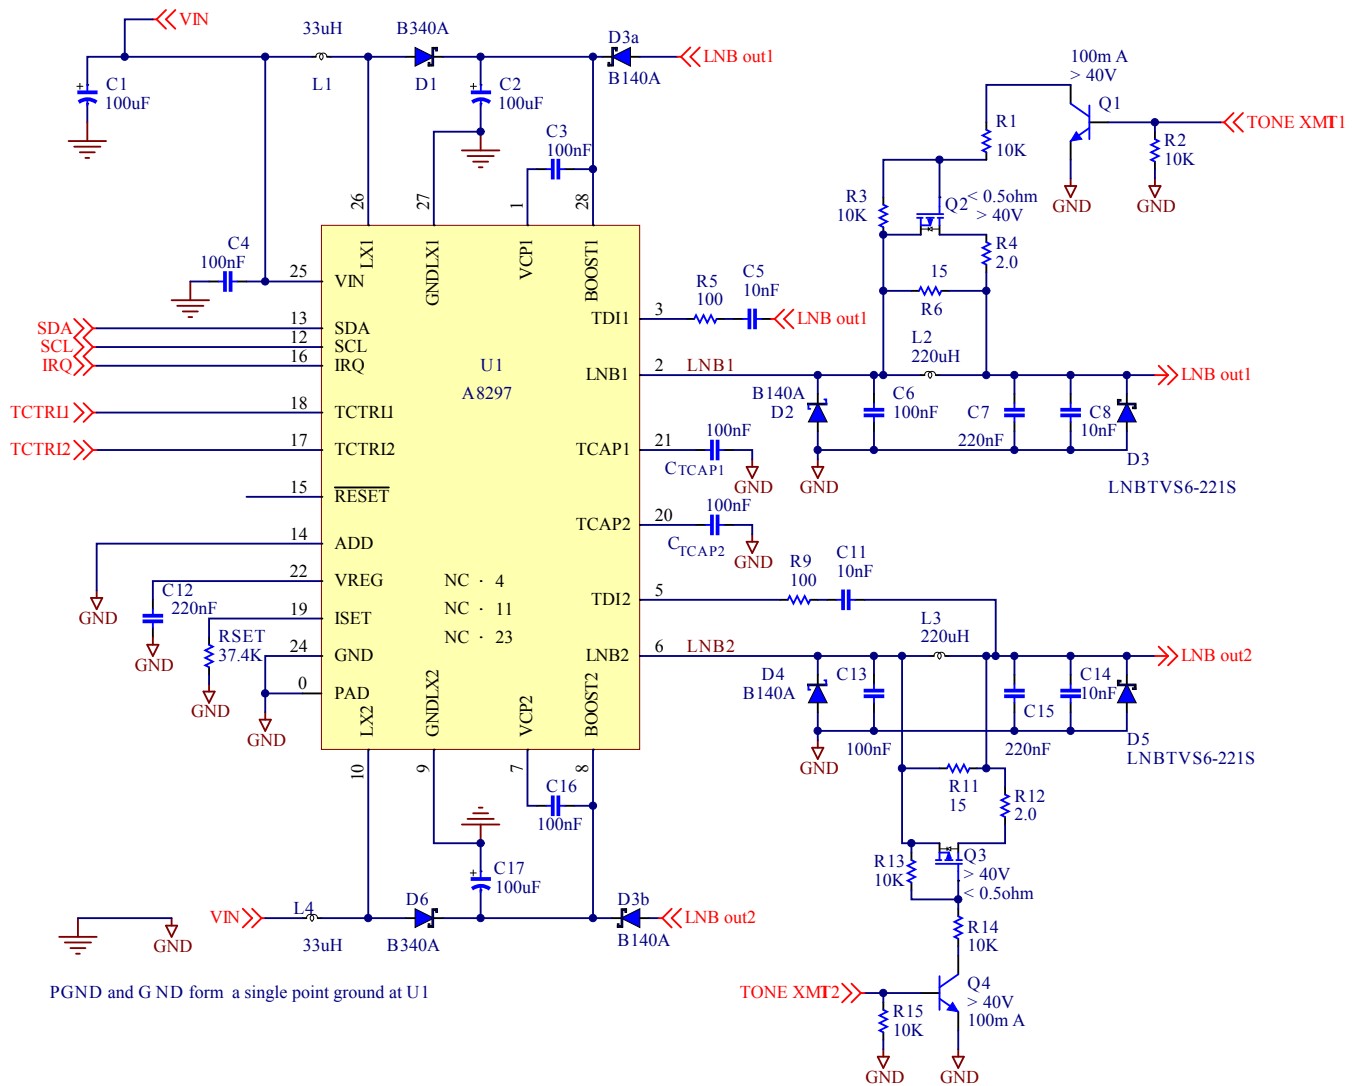 VIN
33uH
L1
B340A
D1
D3a
B140A
LNB out1
C1
100uF
C2
100uF
C3
100nF
26
27
1
28
100m A
> 40V
Q1
TONE XMT1
R1
10K
R2
10K
GND
GND
R3
10K
Q2
< 0.5ohm
> 40V
R4
2.0
15
R6
C4
100nF
LX1
GNDLX1
VCP1
BOOST1
25
VIN
13
SDA
SDA
12
SCL
SCL
16
IRQ
IRQ
U1
A8297
18
TCTRI1
TCTRI1
17
TCTRI2
TCTRI2
15
RESET
14
ADD
GND
22
VREG
C12
220nF
GND
19
ISET
RSET
37.4K
GND
24
GND
0
PAD
GND
NC · 4
NC · 11
NC · 23
TDI1
3
R5
100
C5
10nF
LNB out1
LNB1
2
LNB1
L2
220uH
LNB out1
B140A
D2
C6
100nF
C7
220nF
C8
10nF
D3
LNBTVS6-221S
GND
TCAP1
21
100nF
CTCAP1
GND
TCAP2
20
100nF
CTCAP2
GND
TDI2
5
R9
100
C11
10nF
LNB2
6
LNB2
L3
220uH
LNB out2
D4
B140A
C13
100nF
C15
220nF
C14
10nF
D5
LNBTVS6-221S
GND
LX2
GNDLX2
VCP2
BOOST2
10
9
7
8
C16
100nF
C17
100uF
R11
15
R12
2.0
R13
10K
Q3
> 40V
< 0.5ohm
VIN
L4
33uH
D6
B340A
D3b
B140A
LNB out2
GND
PGND and G ND form a single point ground at U1
R14
10K
TONE XMT2
Q4
> 40V
100m A
R15
10K
GND
GND